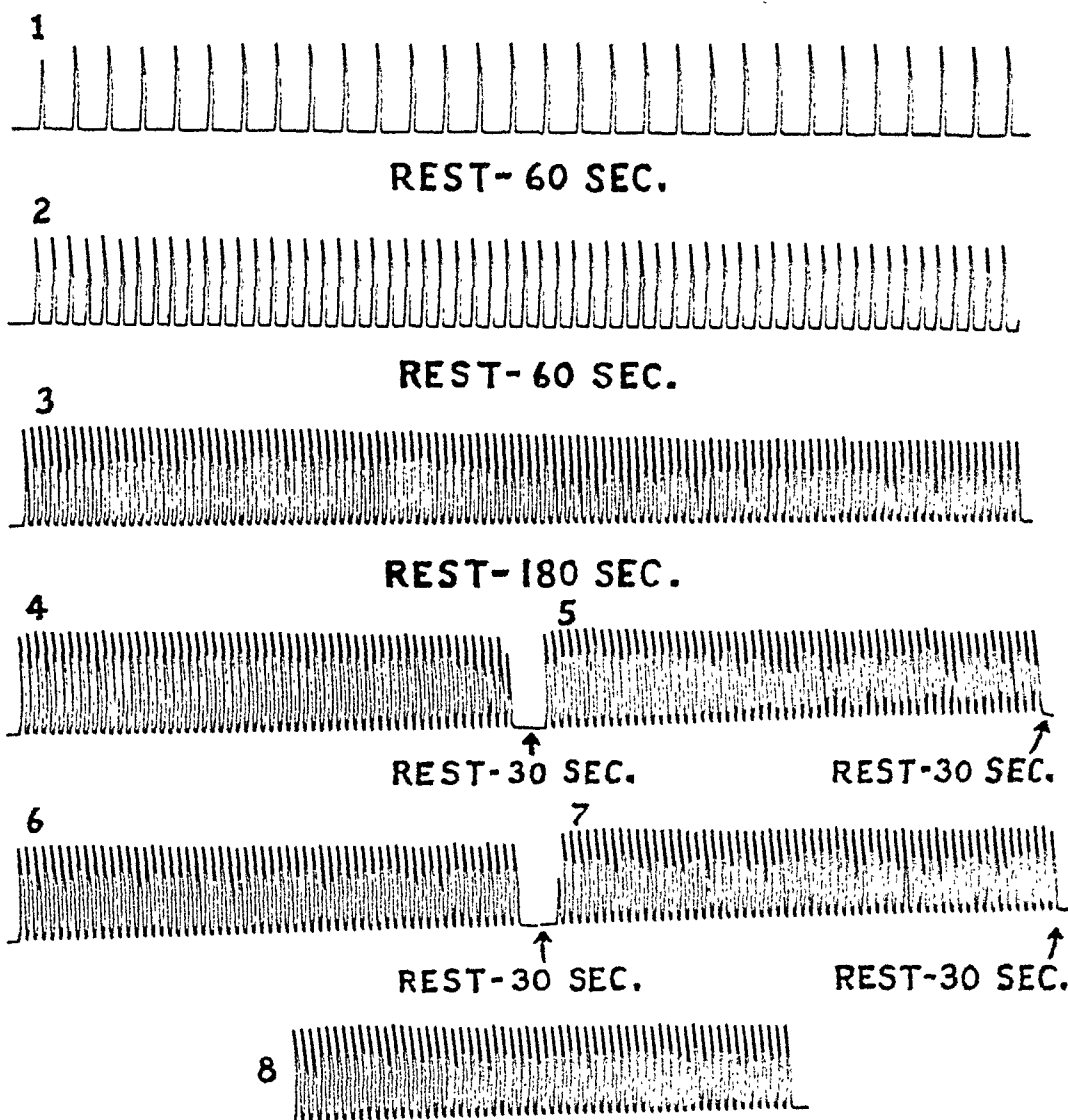 1
REST-60 SEC.
2
REST-60 SEC.
3
REST-180 SEC.
4 5
REST-30 SEC. REST-30 SEC.
6 7
REST-30 SEC. REST-30 SEC.
8